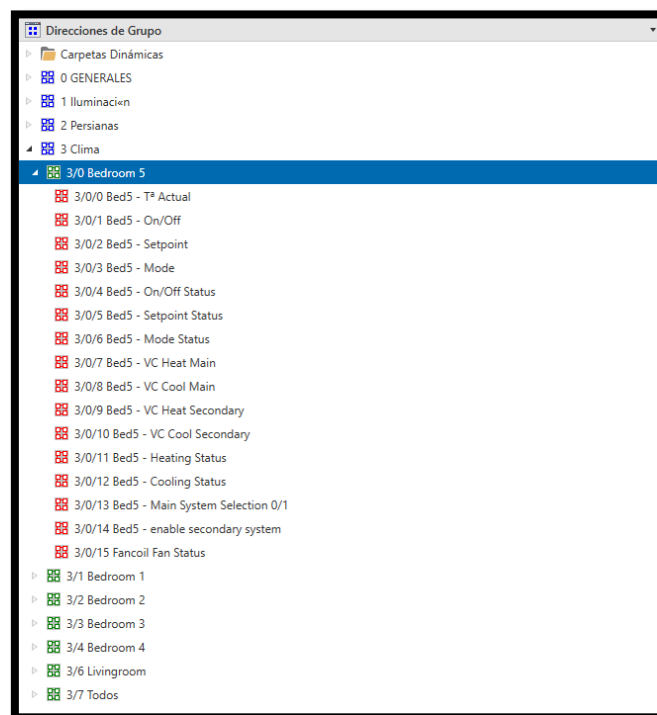 Direcciones de Grupo
Carpetas Dinámicas
0 GENERALES
1 Iluminaci«n
2 Persianas
3 Clima
3/0 Bedroom 5
3/0/0 Bed5 - Tª Actual
3/0/1 Bed5 - On/Off
3/0/2 Bed5 - Setpoint
3/0/3 Bed5 - Mode
3/0/4 Bed5 - On/Off Status
3/0/5 Bed5 - Setpoint Status
3/0/6 Bed5 - Mode Status
3/0/7 Bed5 - VC Heat Main
3/0/8 Bed5 - VC Cool Main
3/0/9 Bed5 - VC Heat Secondary
3/0/10 Bed5 - VC Cool Secondary
3/0/11 Bed5 - Heating Status
3/0/12 Bed5 - Cooling Status
3/0/13 Bed5 - Main System Selection 0/1
3/0/14 Bed5 - enable secondary system
3/0/15 Fancoil Fan Status
3/1 Bedroom 1
3/2 Bedroom 2
3/3 Bedroom 3
3/4 Bedroom 4
3/6 Livingroom
3/7 Todos